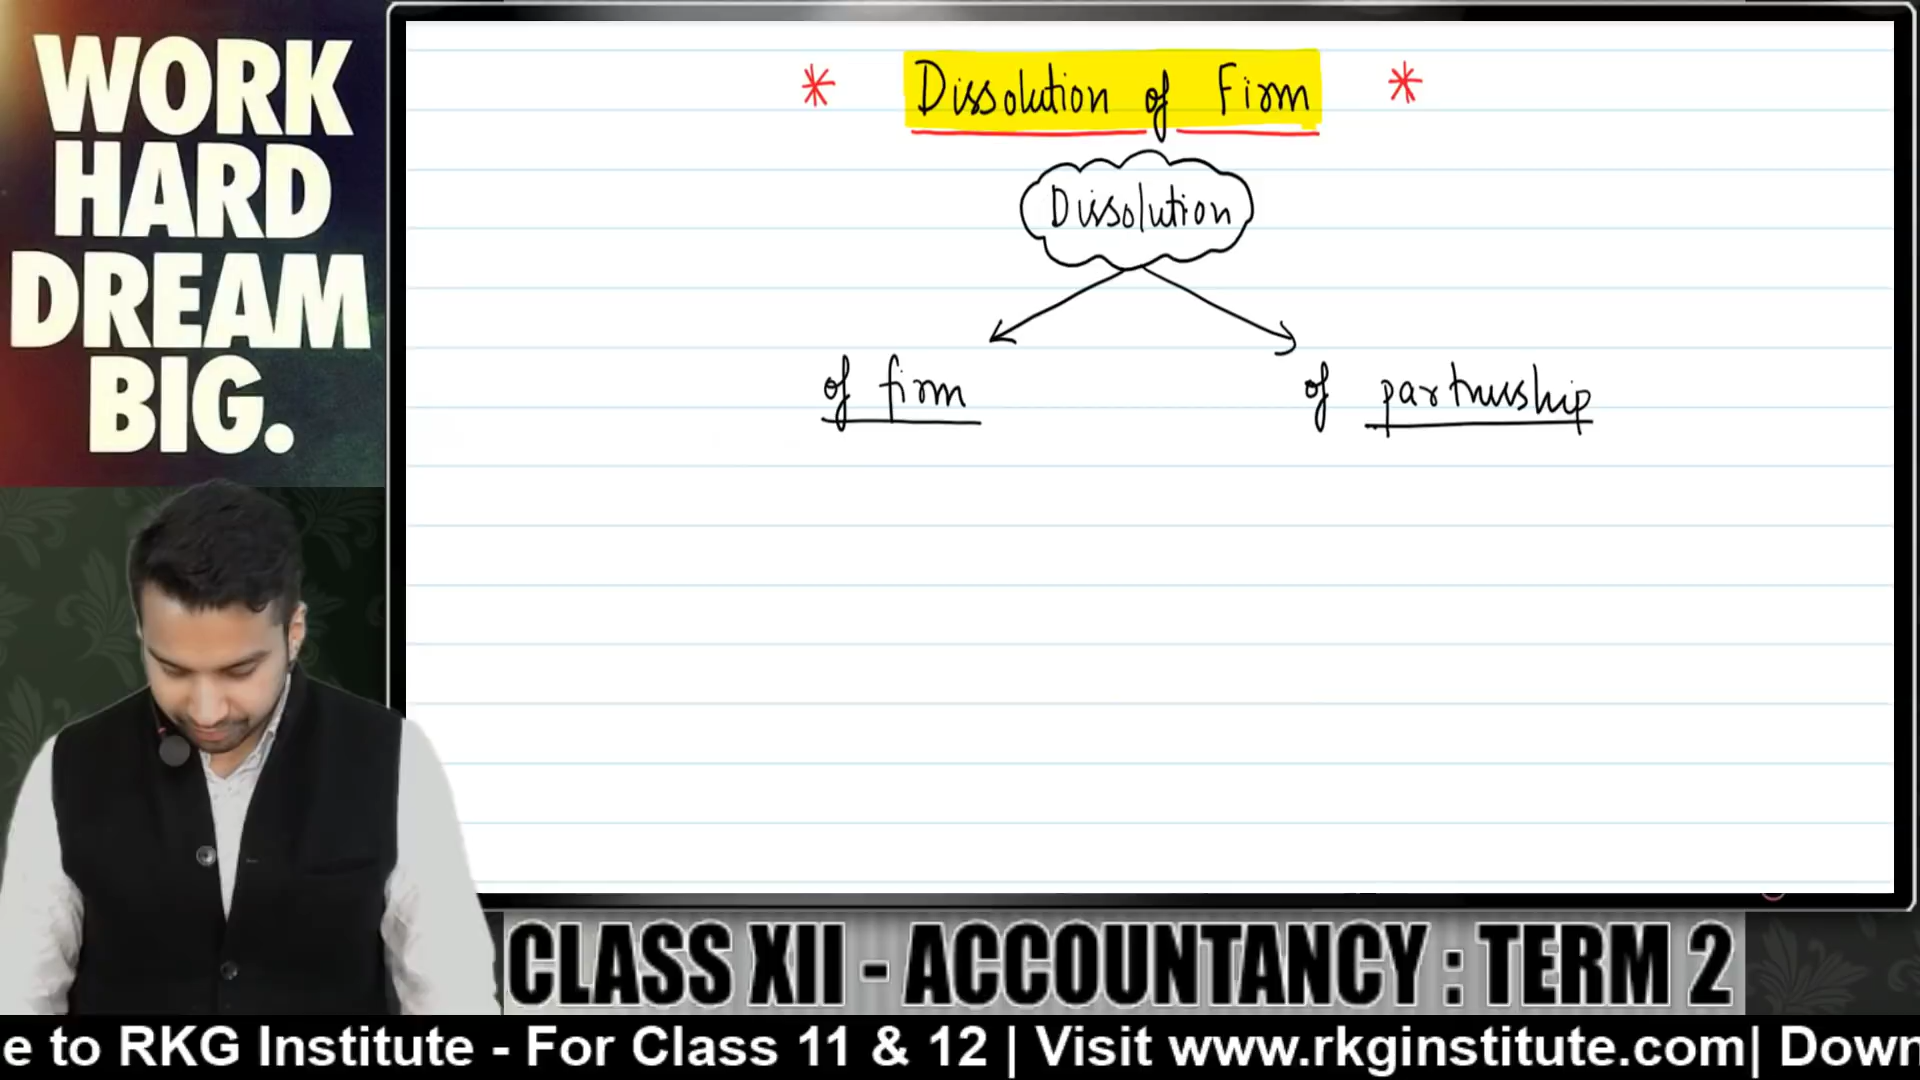 WORK
HARD
DREAM
BIG.
* Dissolution of Firm *
Dissolution
of firm
of partnership
CLASS XII - ACCOUNTANCY : TERM 2
e to RKG Institute - For Class 11 & 12 | Visit www.rkginstitute.com| Down